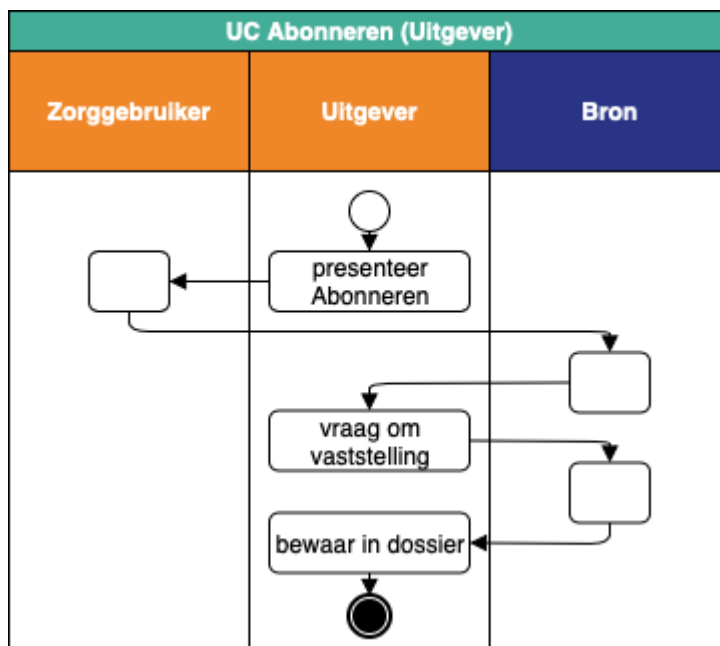 UC Abonneren (Uitgever)
Zorggebruiker
Uitgever
Bron
presenteer
Abonneren
vraag om
vaststelling
bewaar in dossier